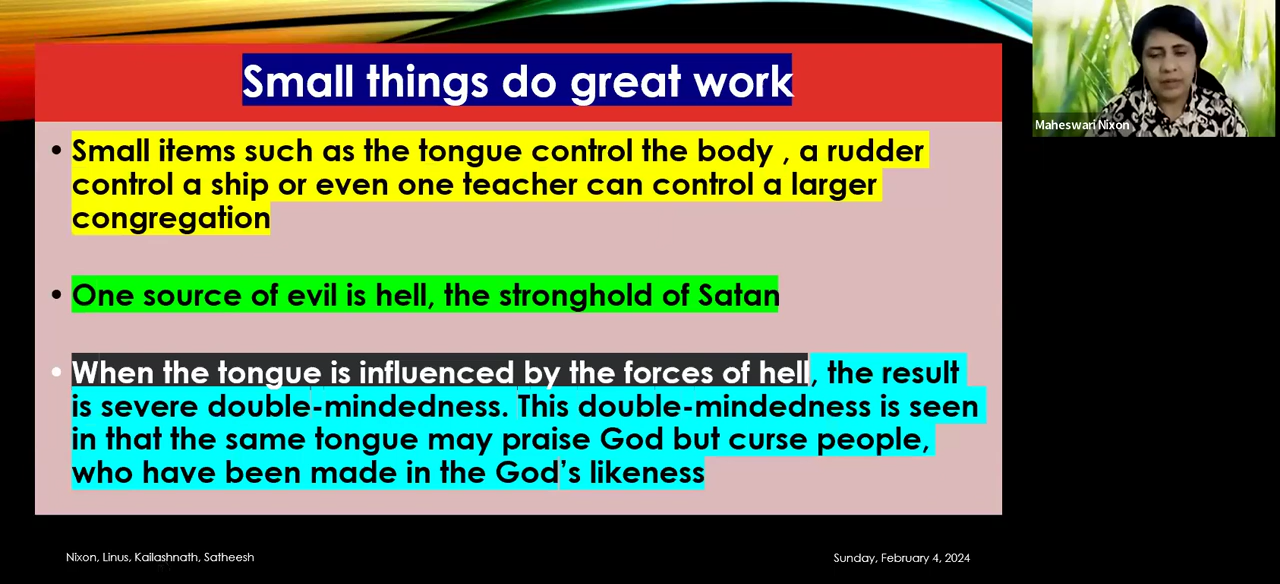 Small things do great work
Maheswari Nixon
• Small items such as the tongue control the body , a rudder
control a ship or even one teacher can control a larger
congregation
• One source of evil is hell, the stronghold of Satan
• When the tongue is influenced by the forces of hell, the result
is severe double-mindedness. This double-mindedness is seen
in that the same tongue may praise God but curse people,
who have been made in the God’s likeness
Nixon, Linus, Kailashnath, Satheesh
Sunday, February 4, 2024